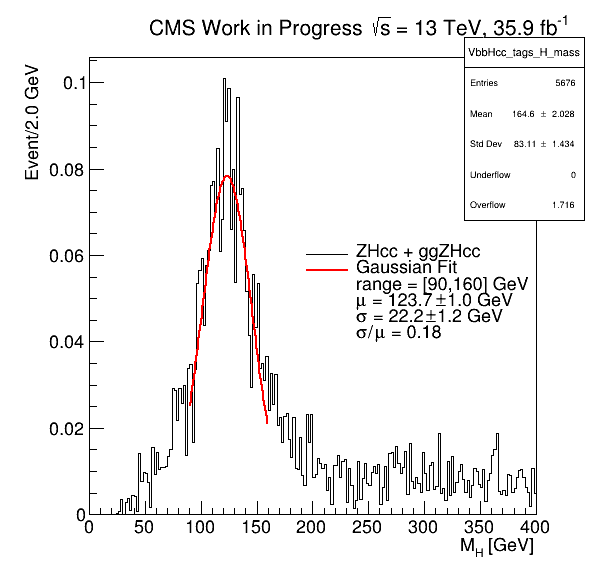 CMS Work in Progress √s = 13 TeV, 35.9 fb⁻¹
VbbHcc_tags_H_mass
Entries 5676
Mean 164.6 ± 2.028
Std Dev 83.11 ± 1.434
Underflow 0
Overflow 1.716
Event/2.0 GeV
0.1
0.08
0.06
0.04
0.02
0
ZHcc + ggZHcc
Gaussian Fit
range = [90,160] GeV
μ = 123.7±1.0 GeV
σ = 22.2±1.2 GeV
σ/μ = 0.18
0 50 100 150 200 250 300 350 400
M_H [GeV]